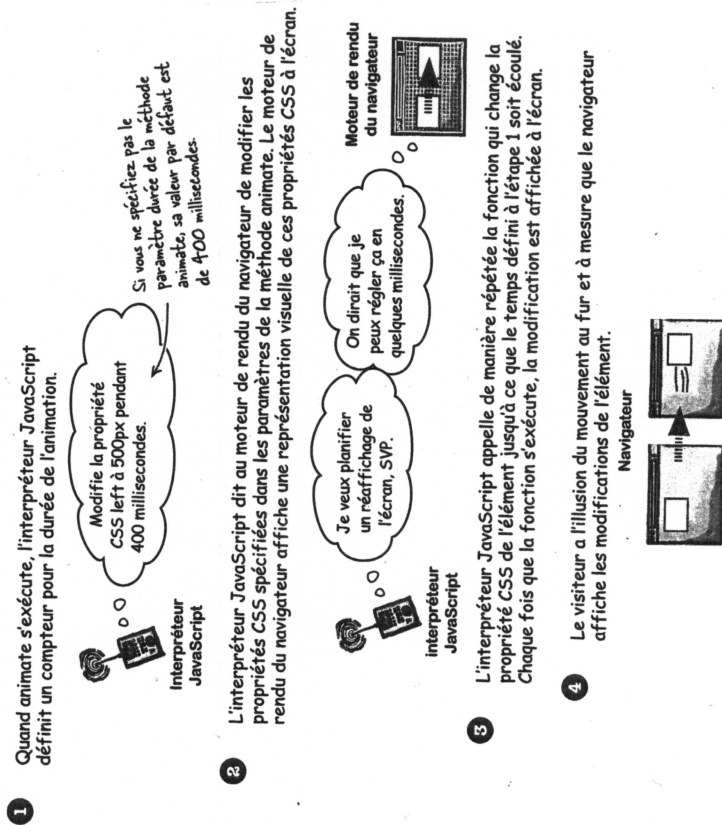 1
Quand animate s'exécute, l'interpréteur JavaScript
définit un compteur pour la durée de l'animation.
Modifie la propriété
CSS left à 500px pendant
400 millisecondes.
Si vous ne spécifiez pas le
paramètre durée de la méthode
animate, sa valeur par défaut est
de 400 millisecondes.
Interpréteur
JavaScript
2
L'interpréteur JavaScript dit au moteur de rendu du navigateur de modifier les
propriétés CSS spécifiées dans les paramètres de la méthode animate. Le moteur de
rendu du navigateur affiche une représentation visuelle de ces propriétés CSS à l'écran.
Je veux planifier
un réaffichage de
l'écran, SVP.
On dirait que je
peux régler ça en
quelques millisecondes.
Moteur de rendu
du navigateur
interpréteur
JavaScript
3
L'interpréteur JavaScript appelle de manière répétée la fonction qui change la
propriété CSS de l'élément jusqu'à ce que le temps défini à l'étape 1 soit écoulé.
Chaque fois que la fonction s'exécute, la modification est affichée à l'écran.
4
Le visiteur a l'illusion du mouvement au fur et à mesure que le navigateur
affiche les modifications de l'élément.
Navigateur